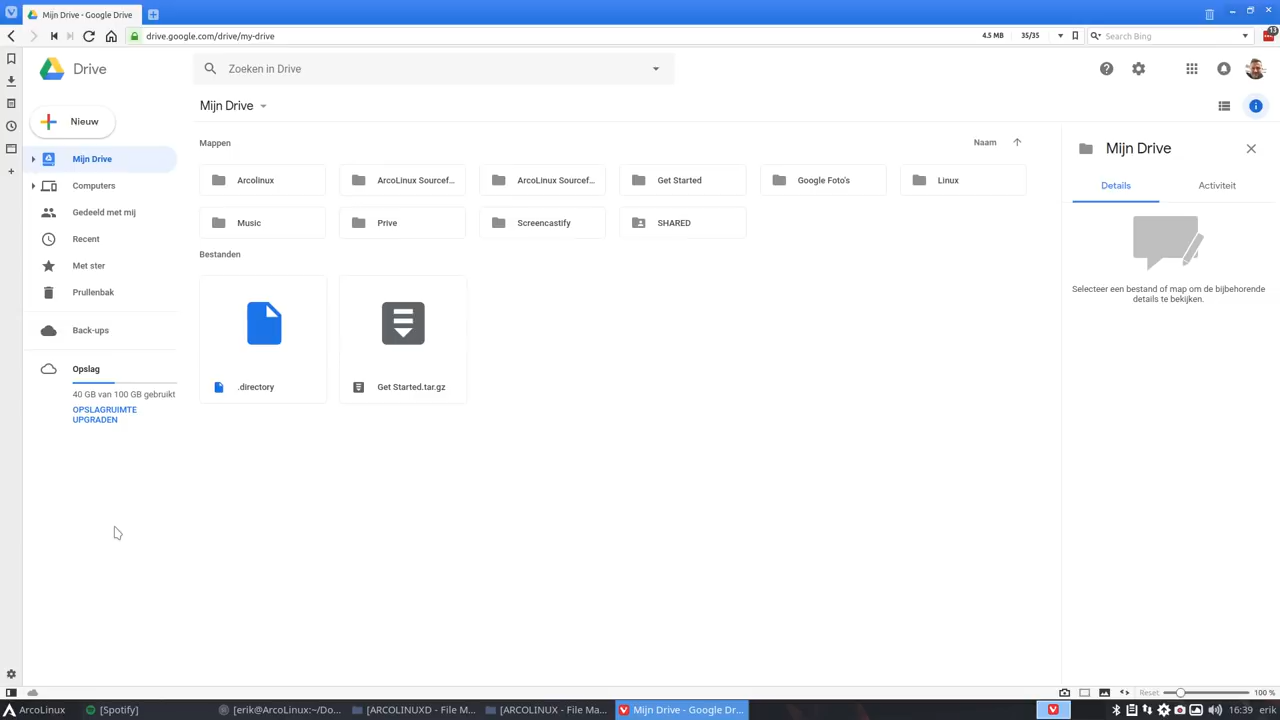 Mijn Drive - Google Drive
drive.google.com/drive/my-drive
4.5 MB
35/35
Search Bing
13
Drive
Zoeken in Drive
Nieuw
Mijn Drive
Computers
Gedeeld met mij
Recent
Met ster
Prullenbak
Back-ups
Opslag
40 GB van 100 GB gebruikt
OPSLAGRUIMTE
UPGRADEN
Mijn Drive
Mappen
Naam
Arcolinux
ArcoLinux Sourcef...
ArcoLinux Sourcef...
Get Started
Google Foto's
Linux
Music
Prive
Screencastify
SHARED
Bestanden
.directory
Get Started.tar.gz
Mijn Drive
Details
Activiteit
Selecteer een bestand of map om de bijbehorende
details te bekijken.
Reset
100 %
ArcoLinux
[Spotify]
[erik@ArcoLinux:~/Do...
[ARCOLINUXD - File M...
[ARCOLINUX - File Ma...
Mijn Drive - Google Dr...
16:39
erik